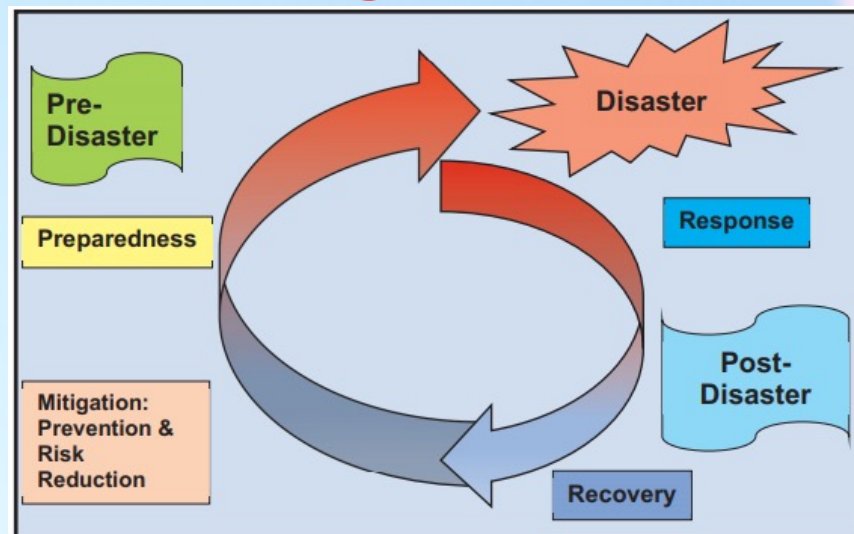 Pre-
Disaster
Disaster
Preparedness
Response
Mitigation:
Prevention &
Risk
Reduction
Post-
Disaster
Recovery